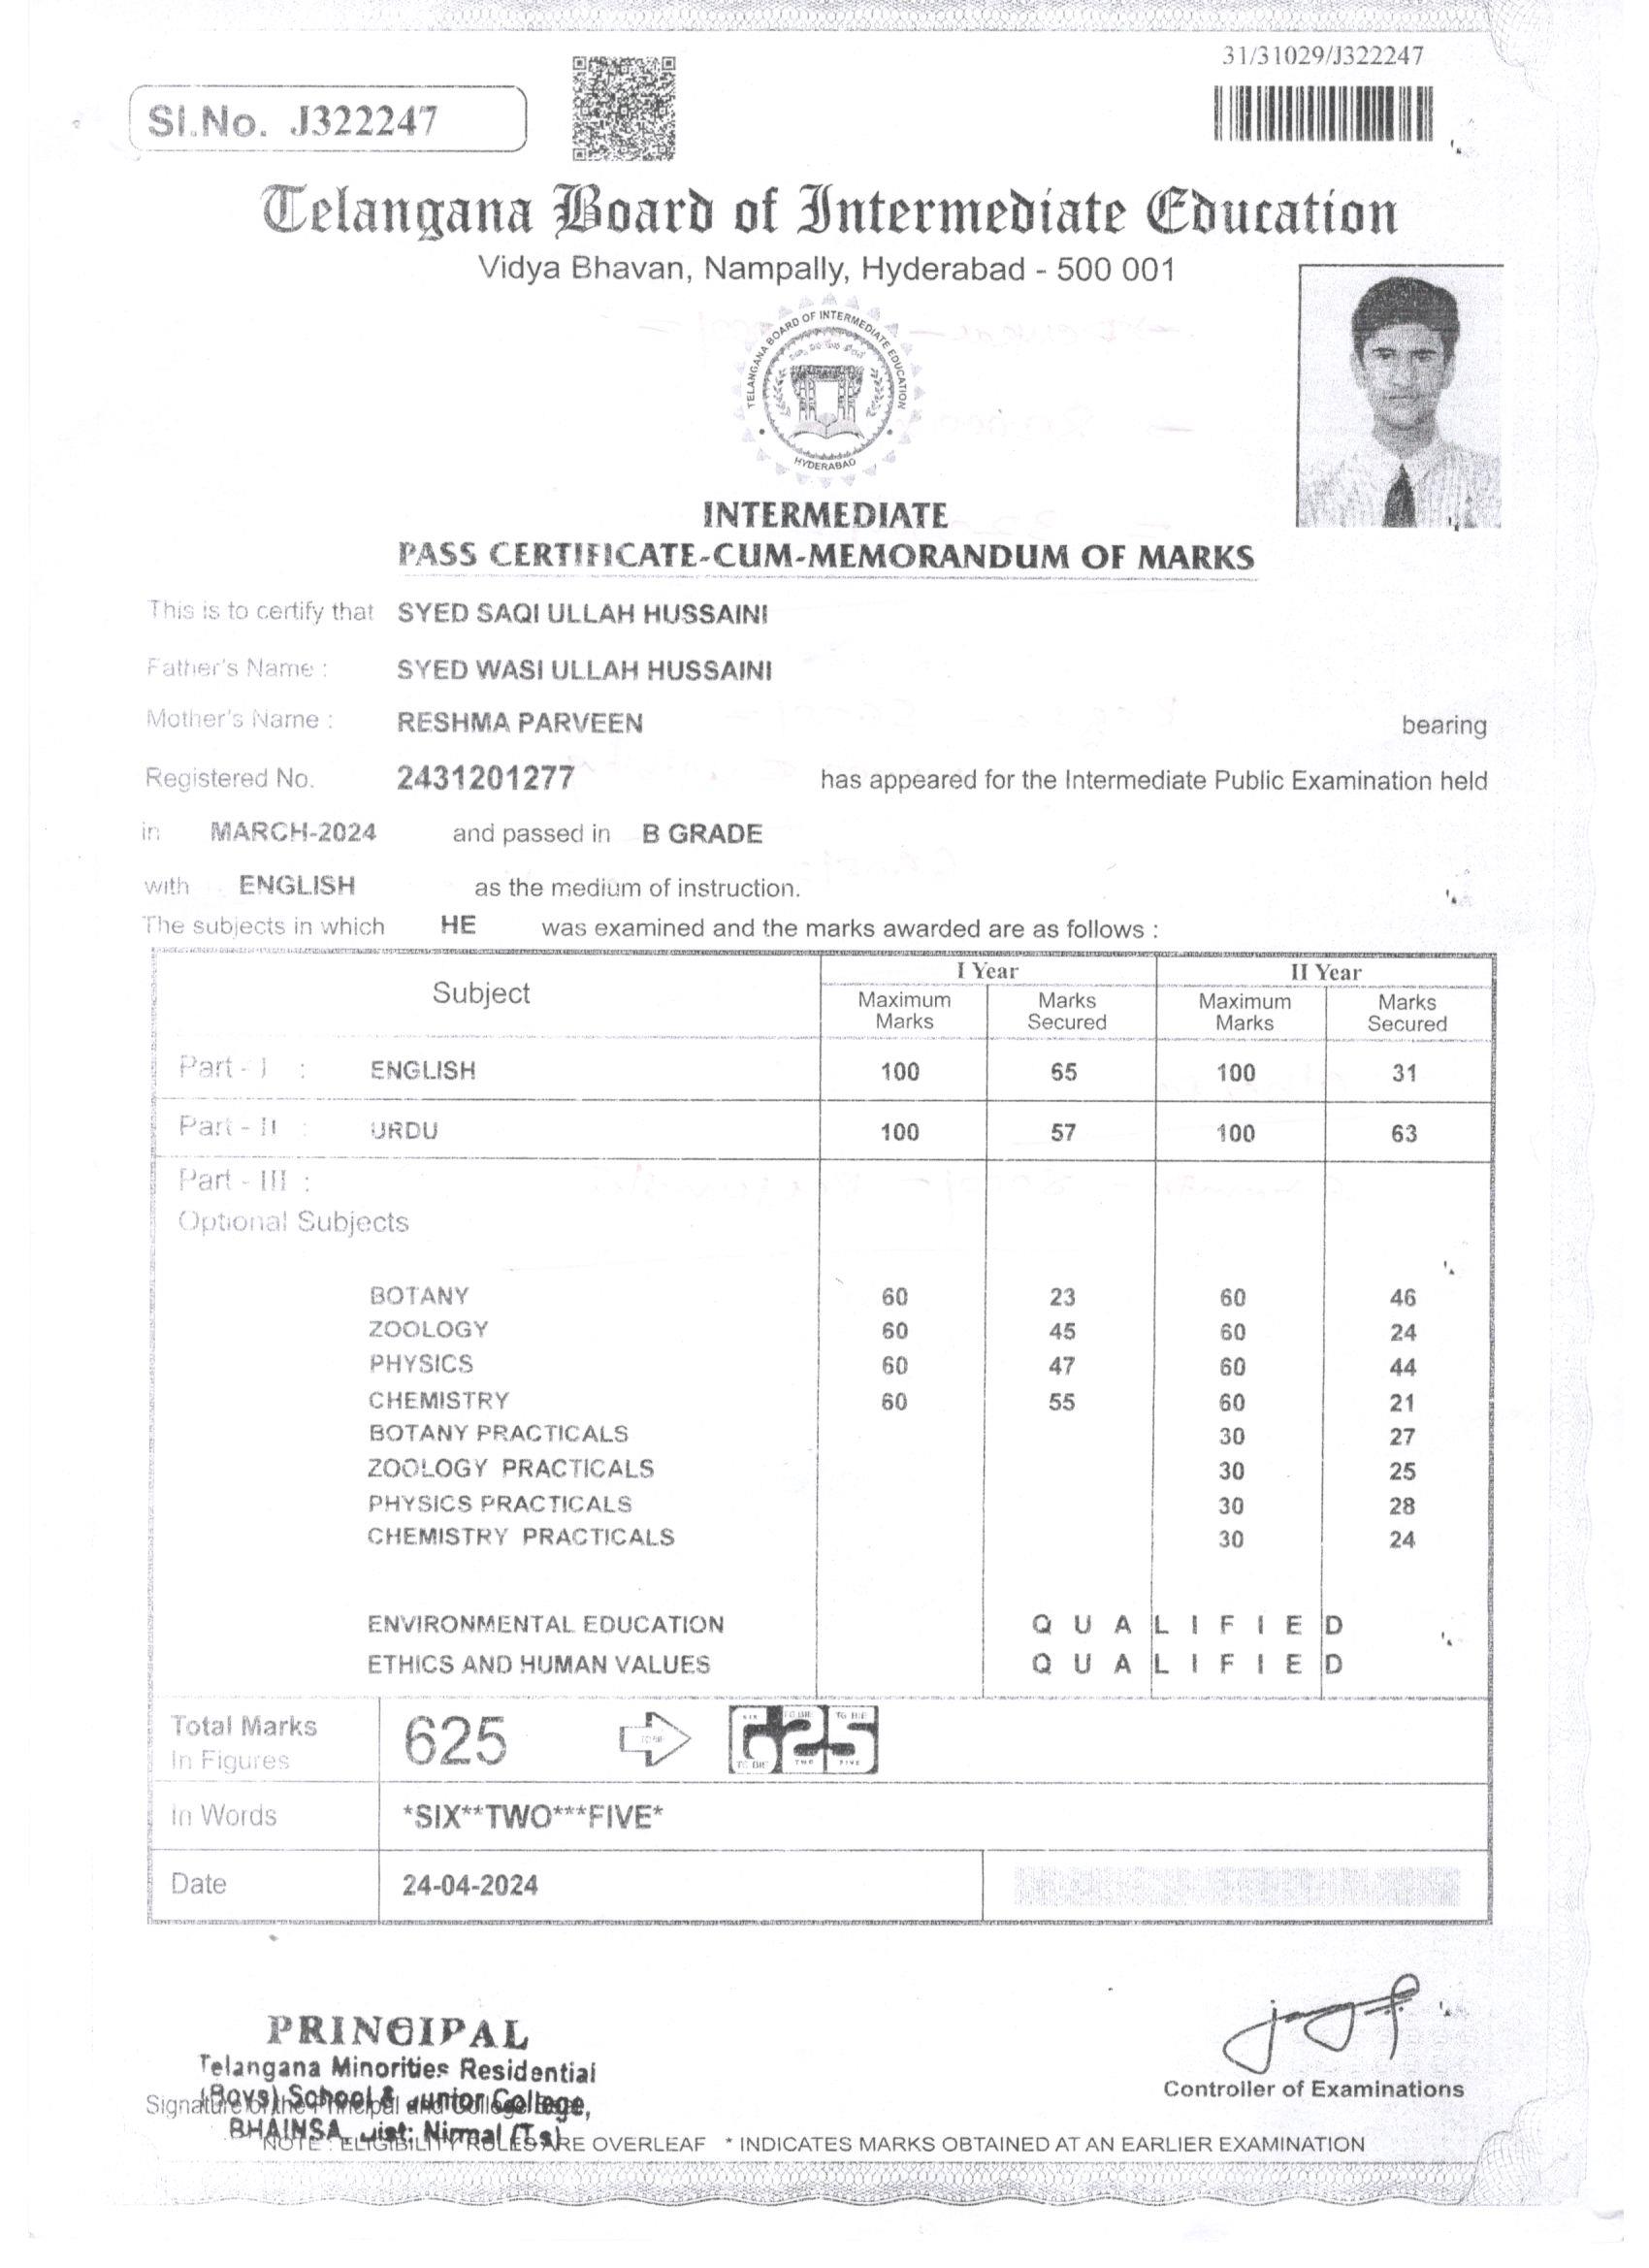 31/31029/J322247
Sl.No. J322247
Telangana Board of Intermediate Education
Vidya Bhavan, Nampally, Hyderabad - 500 001
TELANGANA BOARD OF INTERMEDIATE EDUCATION
HYDERABAD
INTERMEDIATE
PASS CERTIFICATE-CUM-MEMORANDUM OF MARKS
This is to certify that SYED SAQI ULLAH HUSSAINI
Father's Name : SYED WASI ULLAH HUSSAINI
Mother's Name : RESHMA PARVEEN bearing
Registered No. 2431201277 has appeared for the Intermediate Public Examination held
in MARCH-2024 and passed in B GRADE
with ENGLISH as the medium of instruction.
The subjects in which HE was examined and the marks awarded are as follows :
Subject I Year II Year
Maximum Marks Marks Secured Maximum Marks Marks Secured
Part - I : ENGLISH 100 65 100 31
Part - II : URDU 100 57 100 63
Part - III :
Optional Subjects
BOTANY 60 23 60 46
ZOOLOGY 60 45 60 24
PHYSICS 60 47 60 44
CHEMISTRY 60 55 60 21
BOTANY PRACTICALS 30 27
ZOOLOGY PRACTICALS 30 25
PHYSICS PRACTICALS 30 28
CHEMISTRY PRACTICALS 30 24
ENVIRONMENTAL EDUCATION QUALIFIED
ETHICS AND HUMAN VALUES QUALIFIED
Total Marks
In Figures 625 625
In Words *SIX**TWO***FIVE*
Date 24-04-2024
PRINCIPAL
Telangana Minorities Residential
(Boys) School & Junior College,
BHAINSA, Dist: Nirmal (T.s)
Signature of the Principal and College Seal
Controller of Examinations
NOTE : ELIGIBILITY RULES ARE OVERLEAF * INDICATES MARKS OBTAINED AT AN EARLIER EXAMINATION